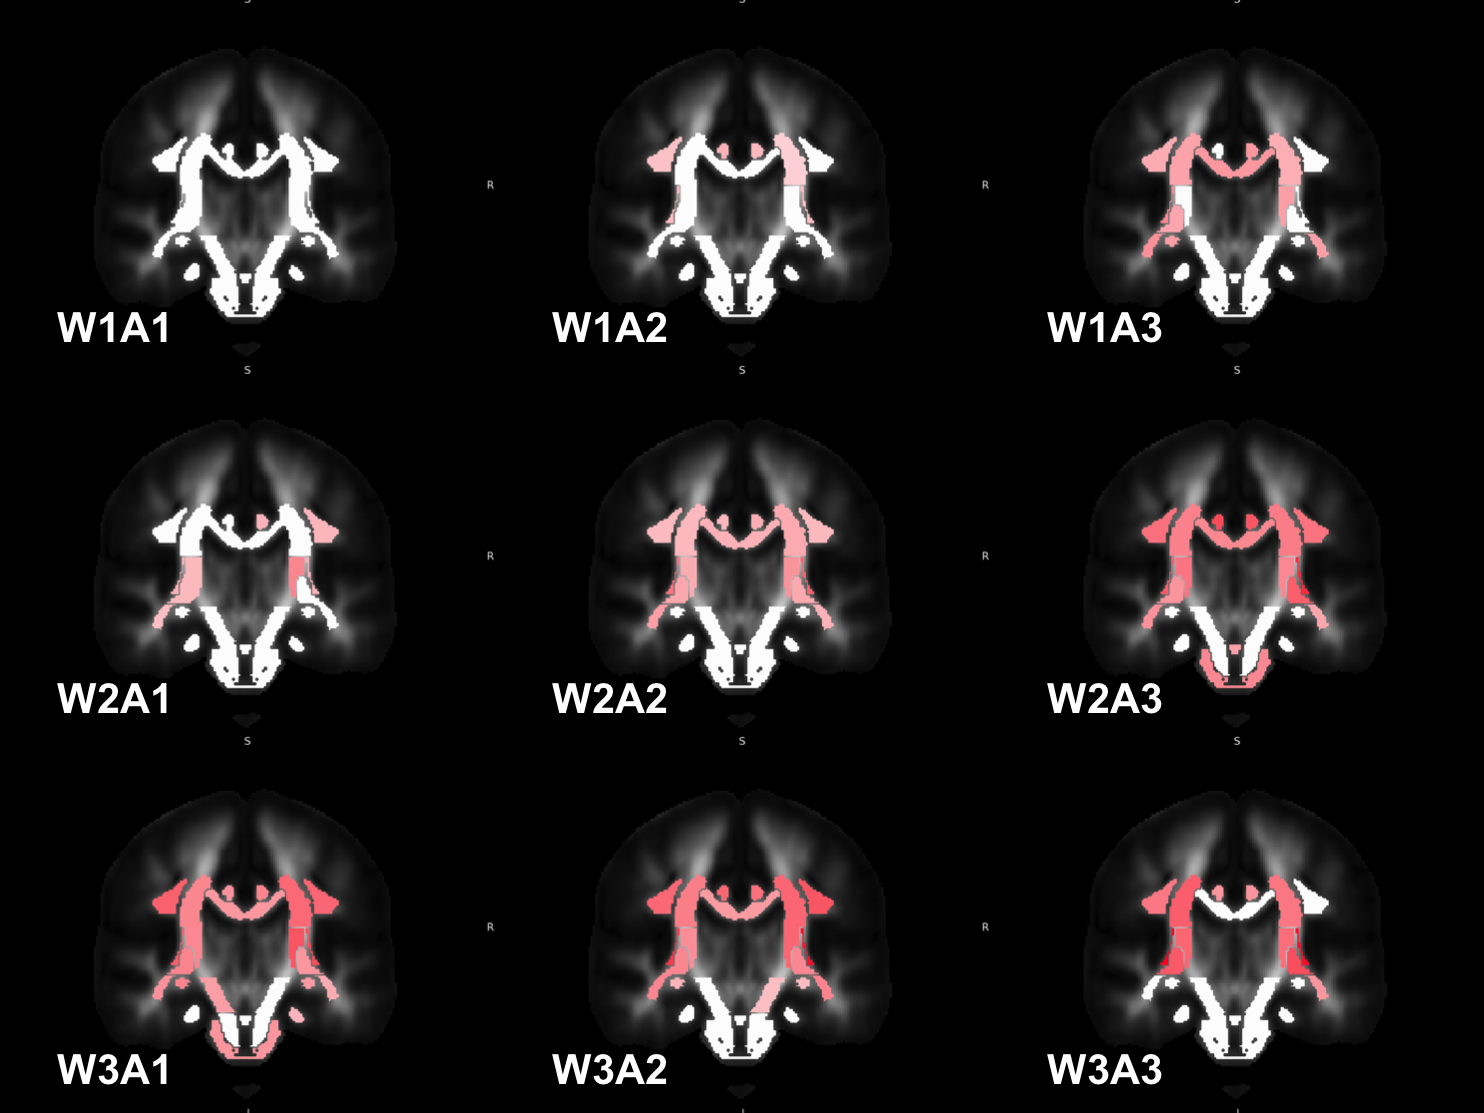 R R
W1A1 W1A2 W1A3
S S S
R R
W2A1 W2A2 W2A3
S S S
R R
W3A1 W3A2 W3A3